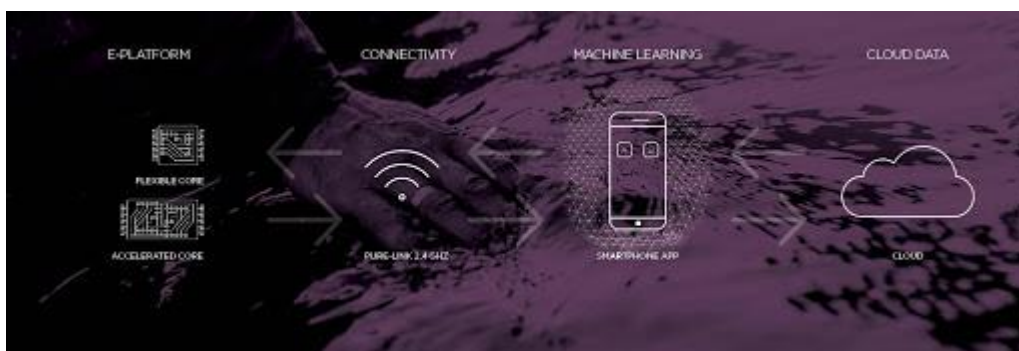 E-PLATFORM
CONNECTIVITY
MACHINE LEARNING
CLOUD DATA
FLEXIBLE CORE
ACCELERATED CORE
PURE-LINK 2.4 GHZ
SMARTPHONE APP
CLOUD